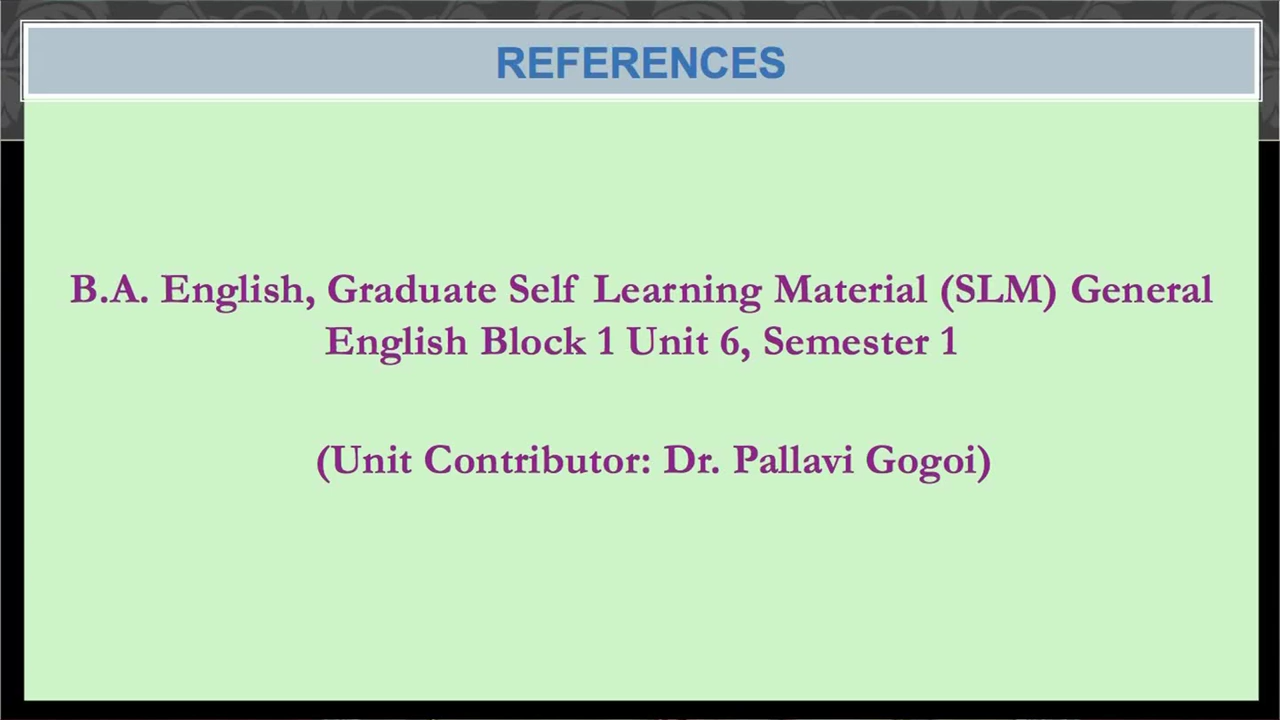 REFERENCES
B.A. English, Graduate Self Learning Material (SLM) General
English Block 1 Unit 6, Semester 1
(Unit Contributor: Dr. Pallavi Gogoi)